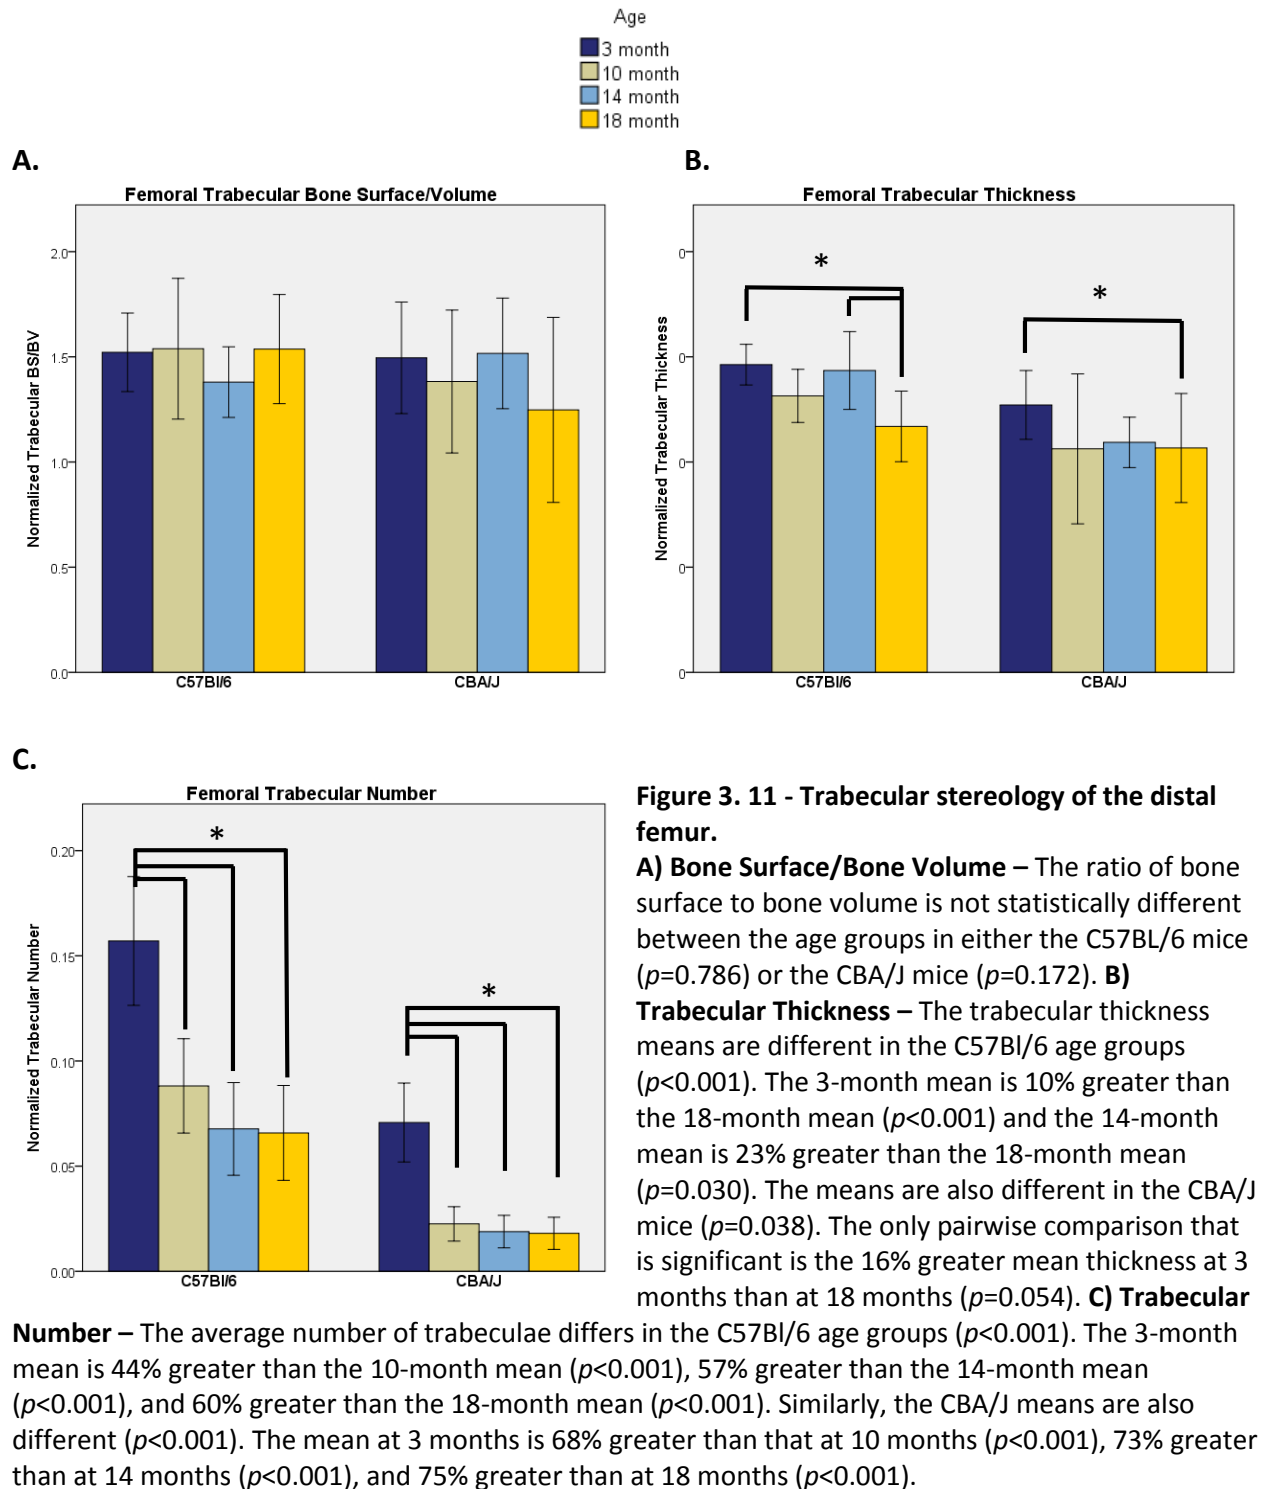 Age
3 month
10 month
14 month
18 month
A.
Femoral Trabecular Bone Surface/Volume
Normalized Trabecular BS/BV
2.0
1.5
1.0
0.5
0.0
C57Bl/6
CBA/J
B.
Femoral Trabecular Thickness
Normalized Trabecular Thickness
0
0
0
0
0
*
*
C57Bl/6
CBA/J
C.
Femoral Trabecular Number
Normalized Trabecular Number
0.20
0.15
0.10
0.05
0.00
*
*
C57Bl/6
CBA/J
Figure 3. 11 - Trabecular stereology of the distal
femur.
A) Bone Surface/Bone Volume – The ratio of bone
surface to bone volume is not statistically different
between the age groups in either the C57BL/6 mice
(p=0.786) or the CBA/J mice (p=0.172). B)
Trabecular Thickness – The trabecular thickness
means are different in the C57Bl/6 age groups
(p<0.001). The 3-month mean is 10% greater than
the 18-month mean (p<0.001) and the 14-month
mean is 23% greater than the 18-month mean
(p=0.030). The means are also different in the CBA/J
mice (p=0.038). The only pairwise comparison that
is significant is the 16% greater mean thickness at 3
months than at 18 months (p=0.054). C) Trabecular
Number – The average number of trabeculae differs in the C57Bl/6 age groups (p<0.001). The 3-month
mean is 44% greater than the 10-month mean (p<0.001), 57% greater than the 14-month mean
(p<0.001), and 60% greater than the 18-month mean (p<0.001). Similarly, the CBA/J means are also
different (p<0.001). The mean at 3 months is 68% greater than that at 10 months (p<0.001), 73% greater
than at 14 months (p<0.001), and 75% greater than at 18 months (p<0.001).